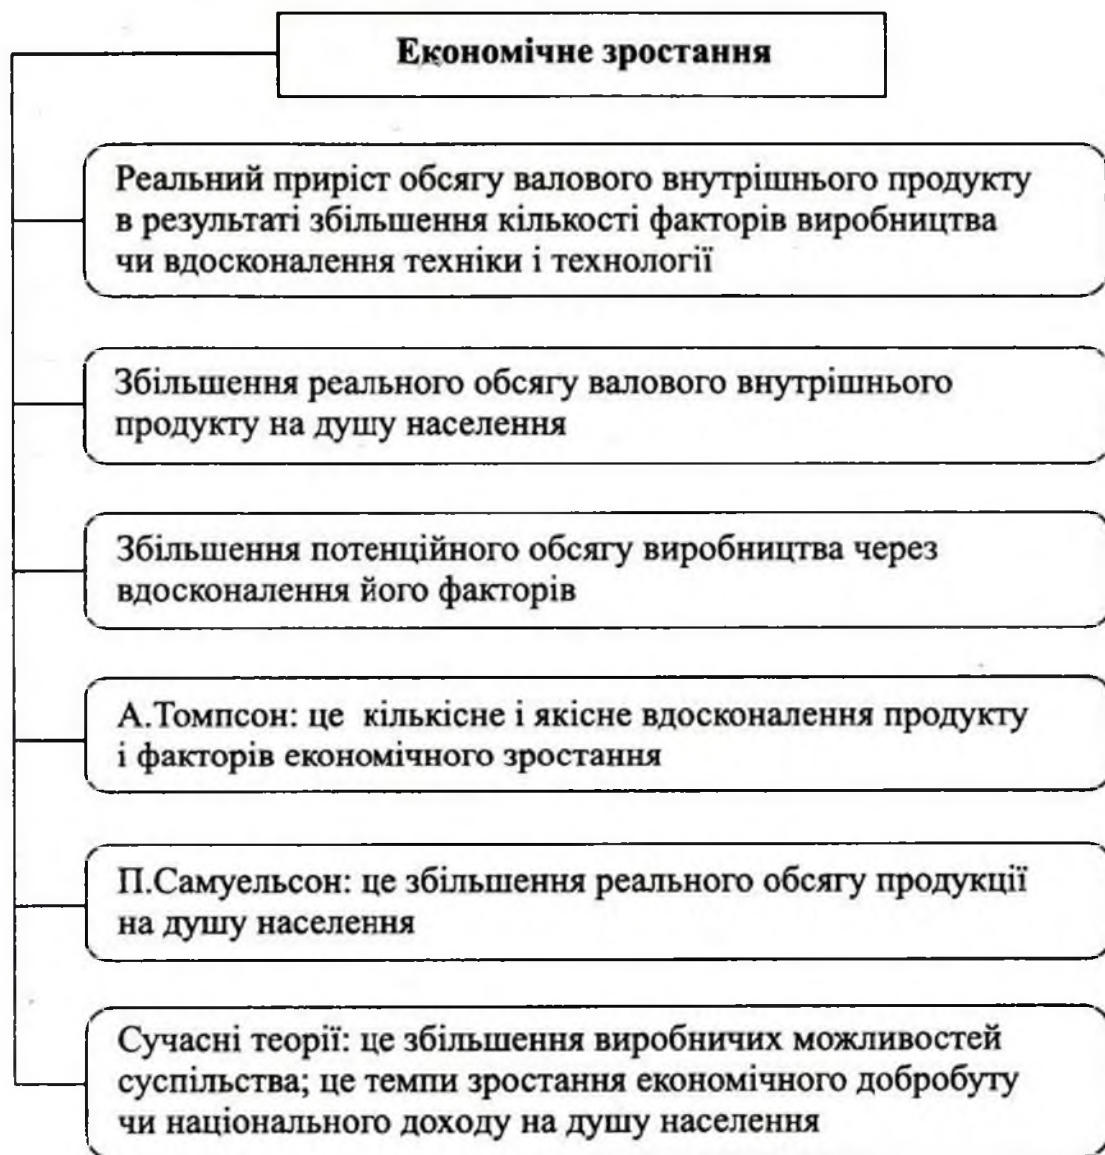 Економічне зростання
Реальний приріст обсягу валового внутрішнього продукту
в результаті збільшення кількості факторів виробництва
чи вдосконалення техніки і технології
Збільшення реального обсягу валового внутрішнього
продукту на душу населення
Збільшення потенційного обсягу виробництва через
вдосконалення його факторів
А.Томпсон: це кількісне і якісне вдосконалення продукту
і факторів економічного зростання
П.Самуельсон: це збільшення реального обсягу продукції
на душу населення
Сучасні теорії: це збільшення виробничих можливостей
суспільства; це темпи зростання економічного добробуту
чи національного доходу на душу населення